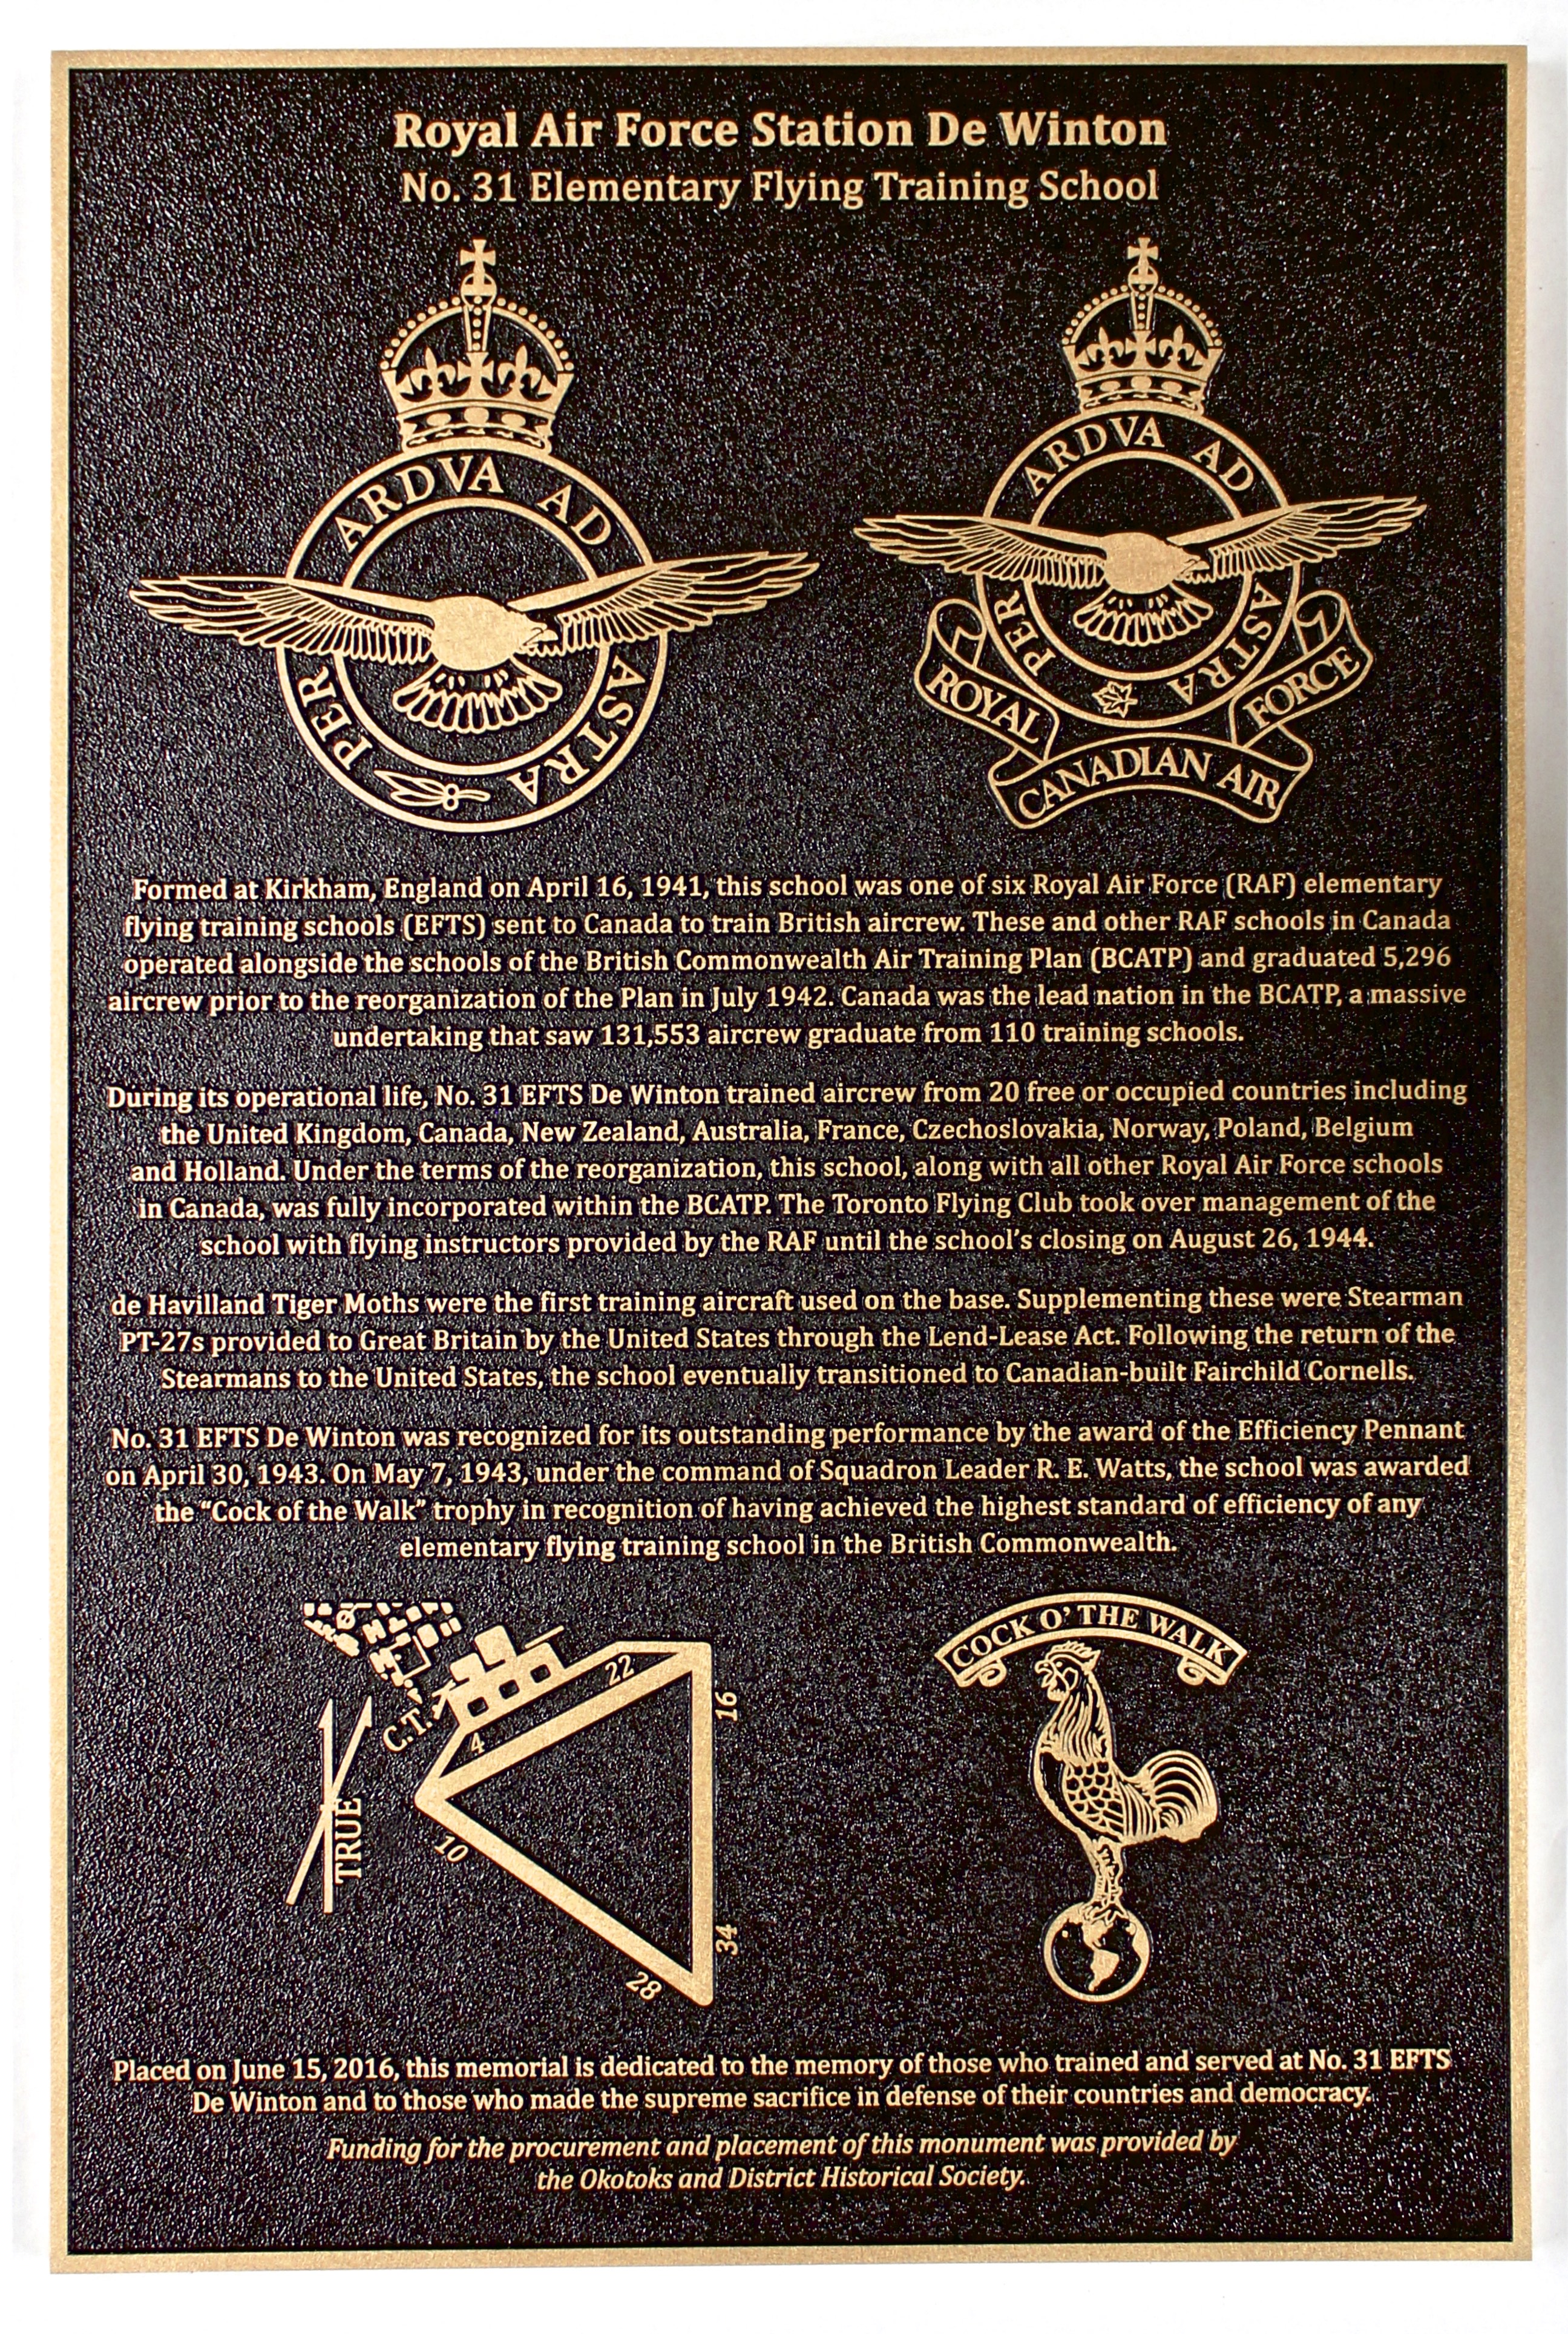 Royal Air Force Station De Winton
No. 31 Elementary Flying Training School
ARDVA AD
PER ASTRA
ARDVA AD
PER ASTRA
ROYAL CANADIAN AIR FORCE
Formed at Kirkham, England on April 16, 1941, this school was one of six Royal Air Force (RAF) elementary
flying training schools (EFTS) sent to Canada to train British aircrew. These and other RAF schools in Canada
operated alongside the schools of the British Commonwealth Air Training Plan (BCATP) and graduated 5,296
aircrew prior to the reorganization of the Plan in July 1942. Canada was the lead nation in the BCATP, a massive
undertaking that saw 131,553 aircrew graduate from 110 training schools.
During its operational life, No. 31 EFTS De Winton trained aircrew from 20 free or occupied countries including
the United Kingdom, Canada, New Zealand, Australia, France, Czechoslovakia, Norway, Poland, Belgium
and Holland. Under the terms of the reorganization, this school, along with all other Royal Air Force schools
in Canada, was fully incorporated within the BCATP. The Toronto Flying Club took over management of the
school with flying instructors provided by the RAF until the school's closing on August 26, 1944.
de Havilland Tiger Moths were the first training aircraft used on the base. Supplementing these were Stearman
PT-27s provided to Great Britain by the United States through the Lend-Lease Act. Following the return of the
Stearmans to the United States, the school eventually transitioned to Canadian-built Fairchild Cornells.
No. 31 EFTS De Winton was recognized for its outstanding performance by the award of the Efficiency Pennant
on April 30, 1943. On May 7, 1943, under the command of Squadron Leader R. E. Watts, the school was awarded
the “Cock of the Walk” trophy in recognition of having achieved the highest standard of efficiency of any
elementary flying training school in the British Commonwealth.
COCK O' THE WALK
22
16
C.T.
4
TRUE
10
34
28
Placed on June 15, 2016, this memorial is dedicated to the memory of those who trained and served at No. 31 EFTS
De Winton and to those who made the supreme sacrifice in defense of their countries and democracy.
Funding for the procurement and placement of this monument was provided by
the Okotoks and District Historical Society.